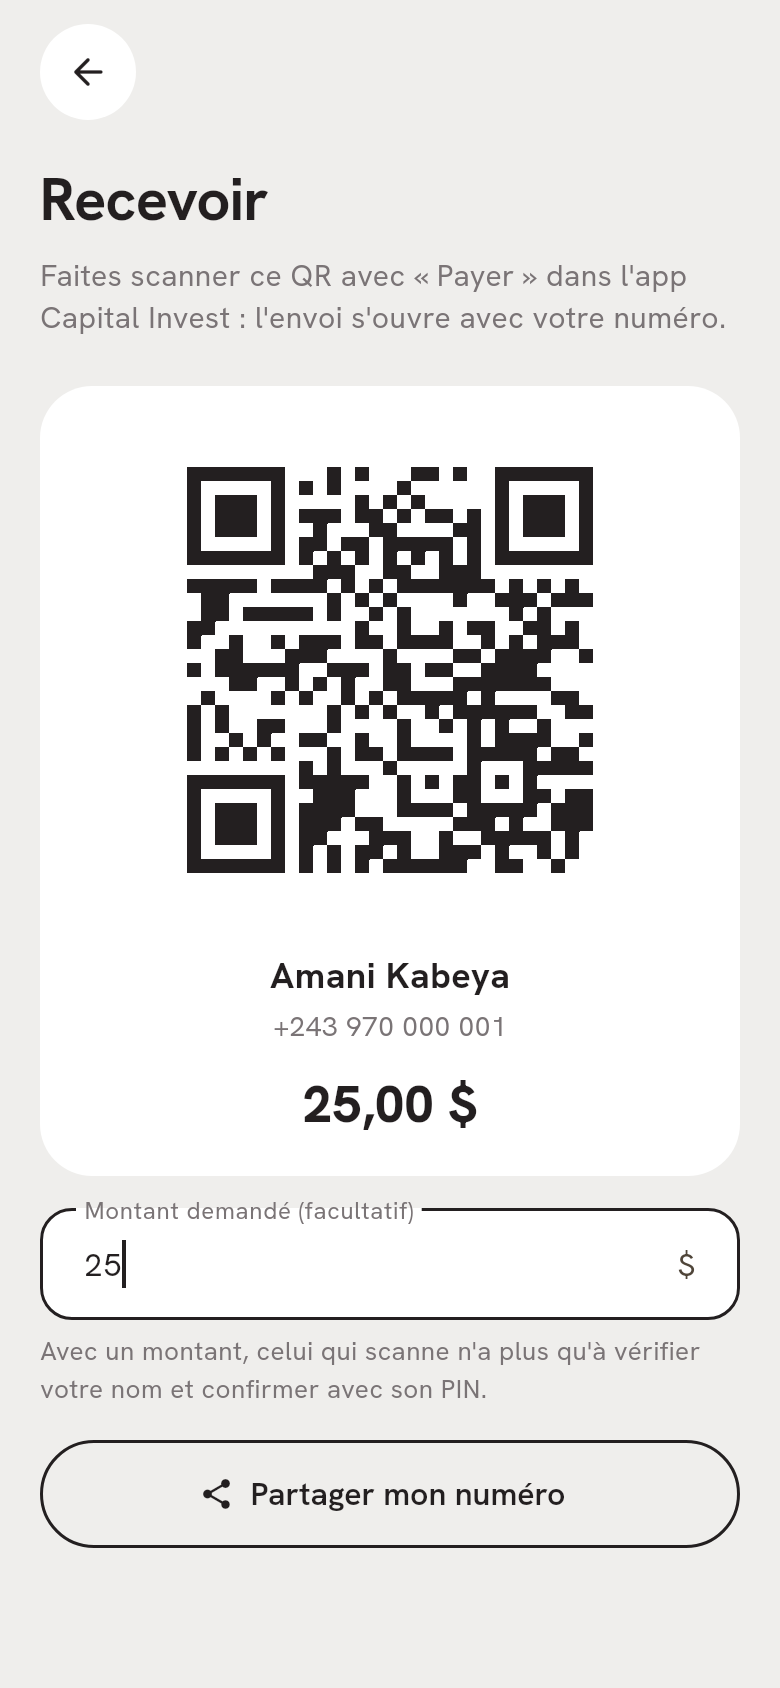 Recevoir
Faites scanner ce QR avec « Payer » dans l'app
Capital Invest : l'envoi s'ouvre avec votre numéro.
Amani Kabeya
+243 970 000 001
25,00 $
Montant demandé (facultatif)
25 $
Avec un montant, celui qui scanne n'a plus qu'à vérifier
votre nom et confirmer avec son PIN.
Partager mon numéro